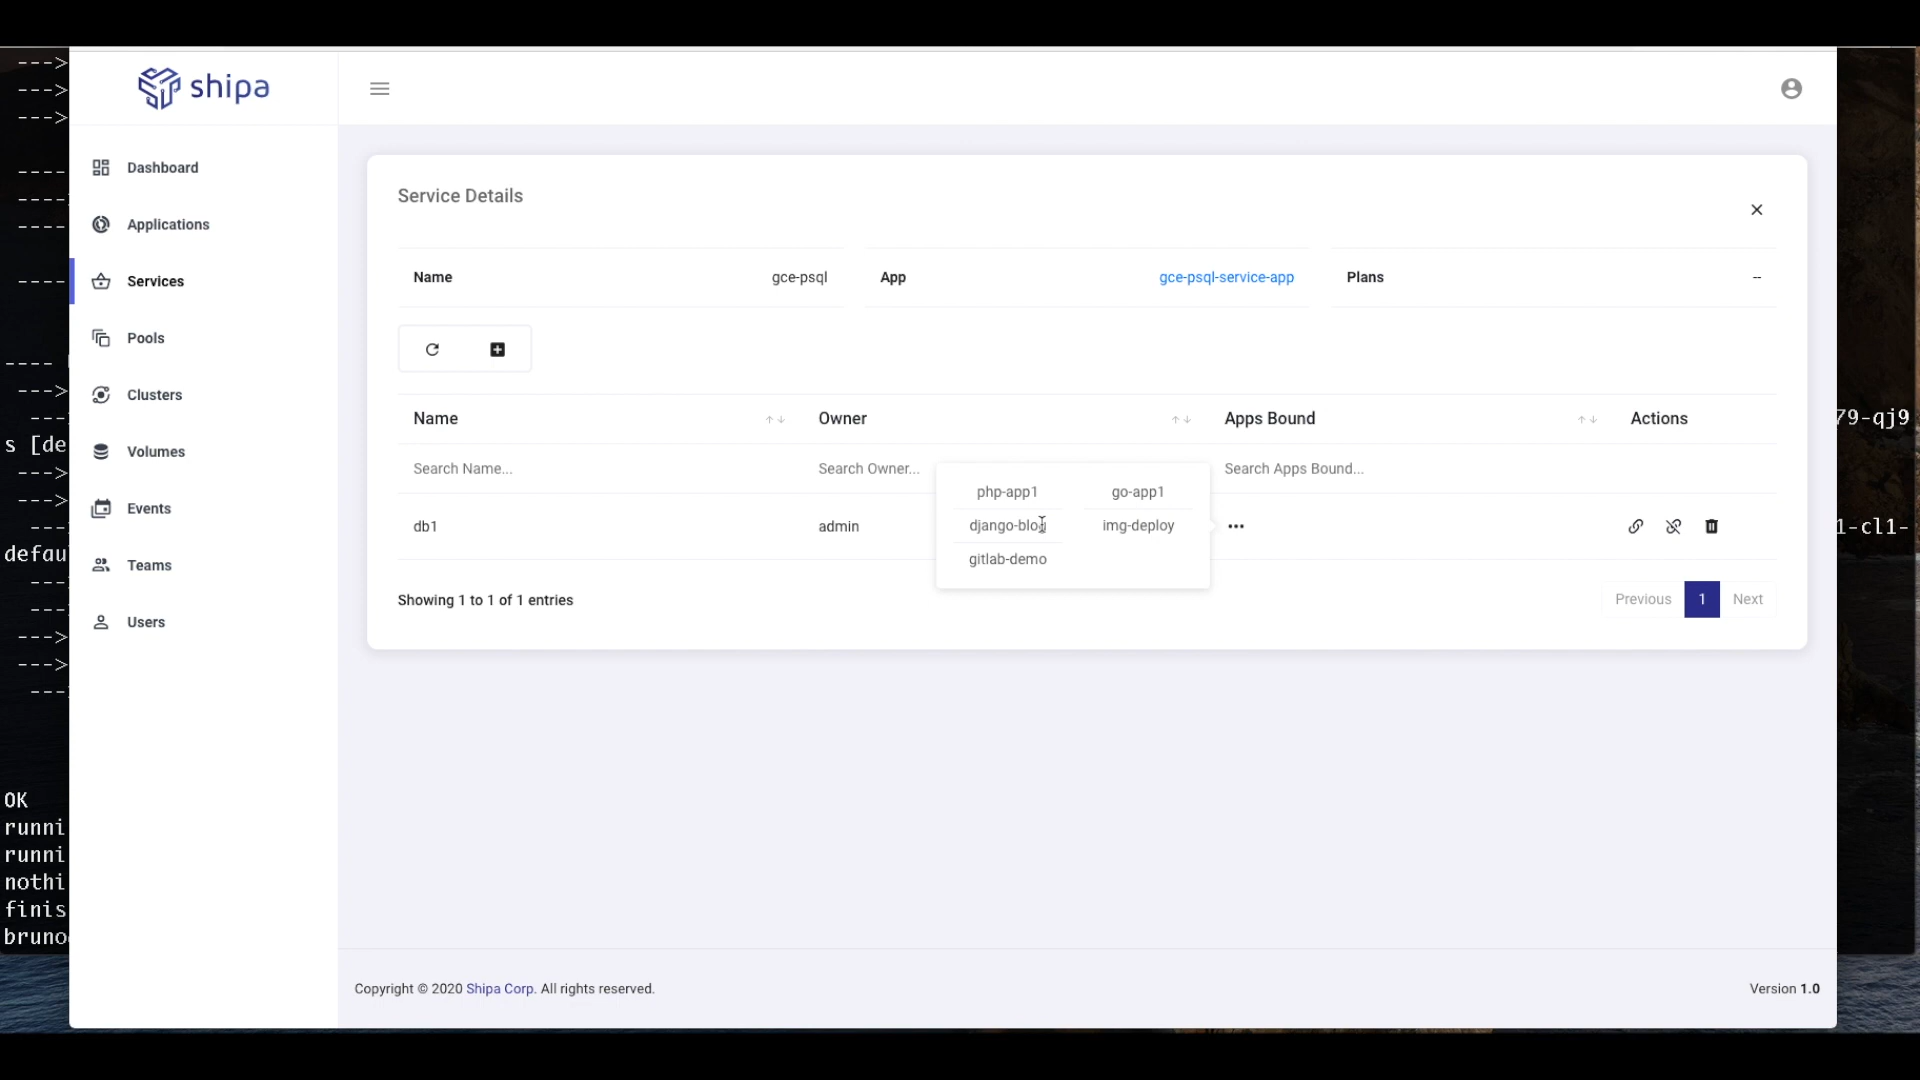 shipa
Dashboard
Applications
Services
Pools
Clusters
Volumes
Events
Teams
Users
Service Details
Name gce-psql App gce-psql-service-app Plans --
Name Owner Apps Bound Actions
Search Name... Search Owner... Search Apps Bound...
php-app1 go-app1
django-blog img-deploy
gitlab-demo
db1 admin
Showing 1 to 1 of 1 entries
Previous 1 Next
Copyright © 2020 Shipa Corp. All rights reserved.
Version 1.0
--->
--->
--->
----
----
----
----
----
--->
---
s [de
--->
--->
---
defau
---
---
--->
--->
---
OK
runni
runni
nothi
finis
bruno
79-qj9
1-cl1-